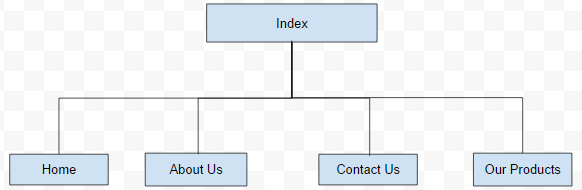 Index
Home
About Us
Contact Us
Our Products